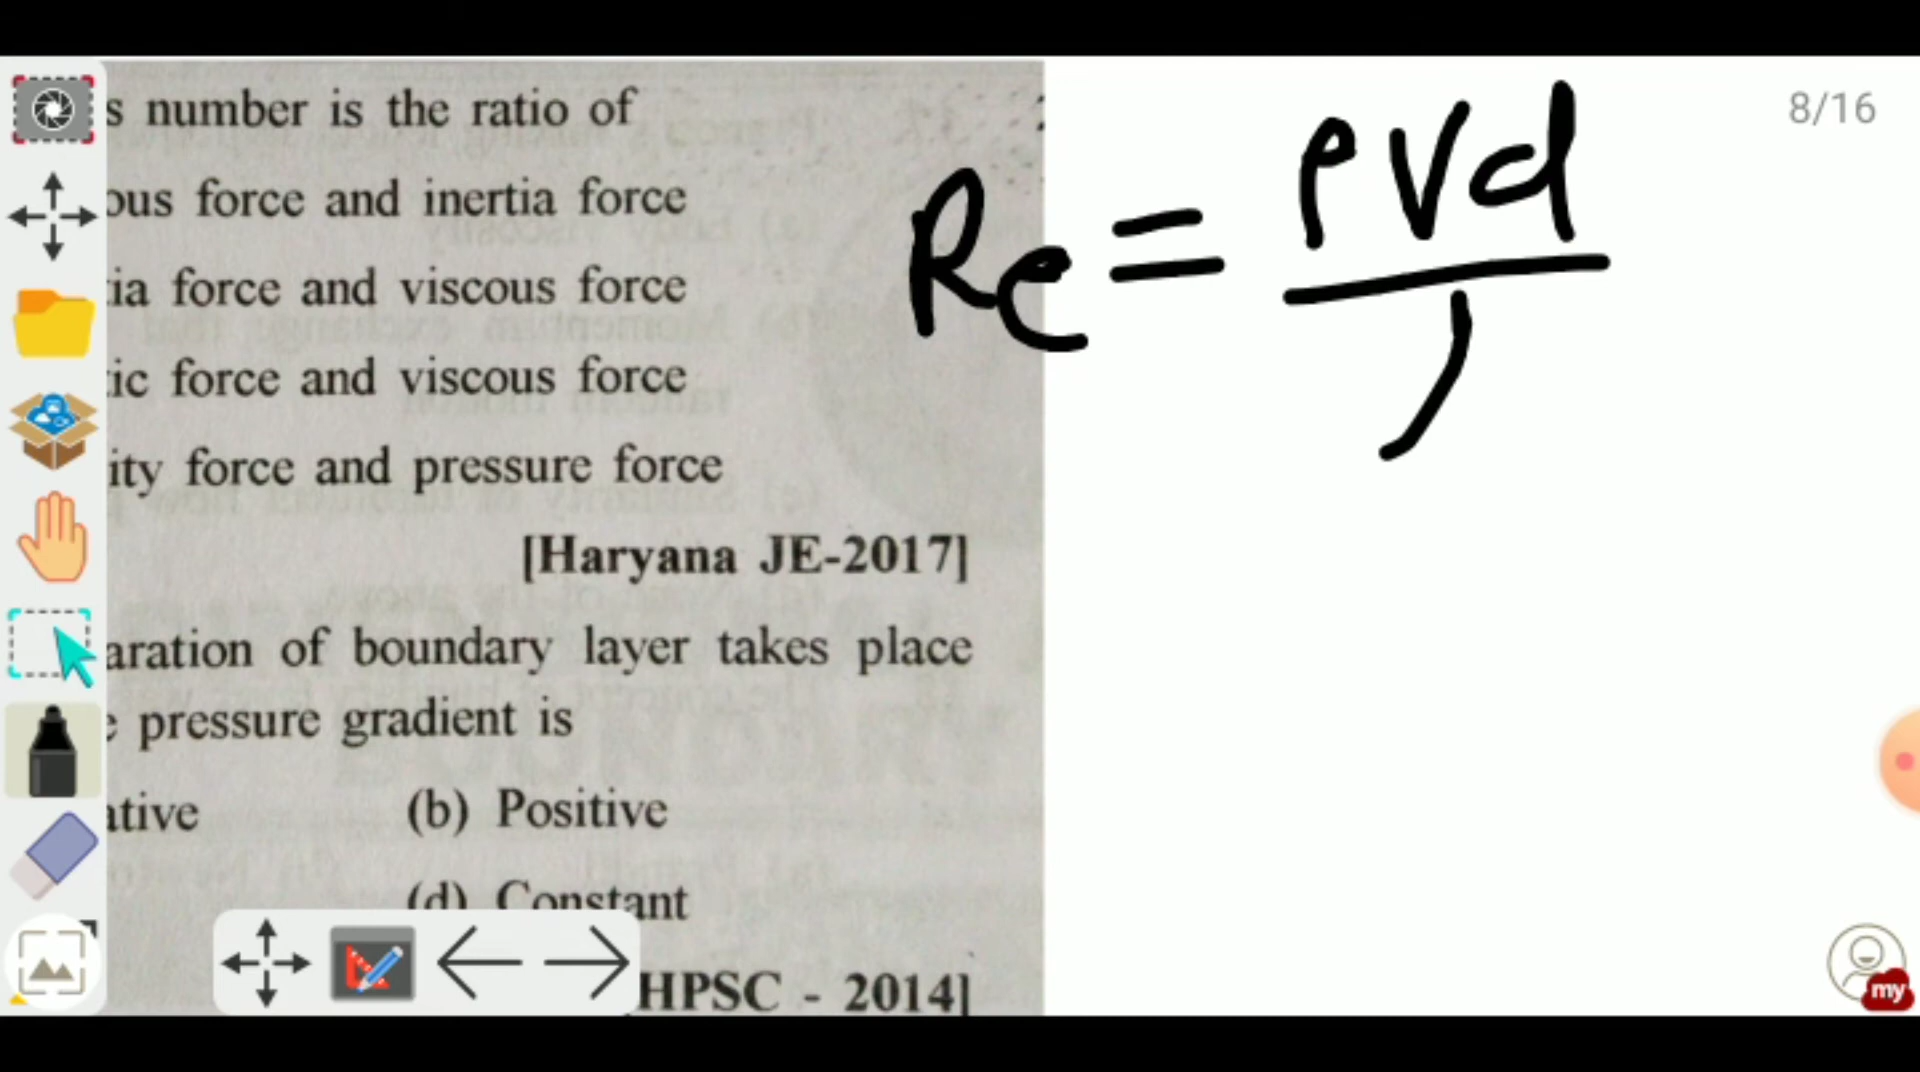 s number is the ratio of
ous force and inertia force
ia force and viscous force
ic force and viscous force
ity force and pressure force
[Haryana JE-2017]
aration of boundary layer takes place
e pressure gradient is
ative (b) Positive
(d) Constant
HPSC - 2014]
Re = ρVd
8/16
my